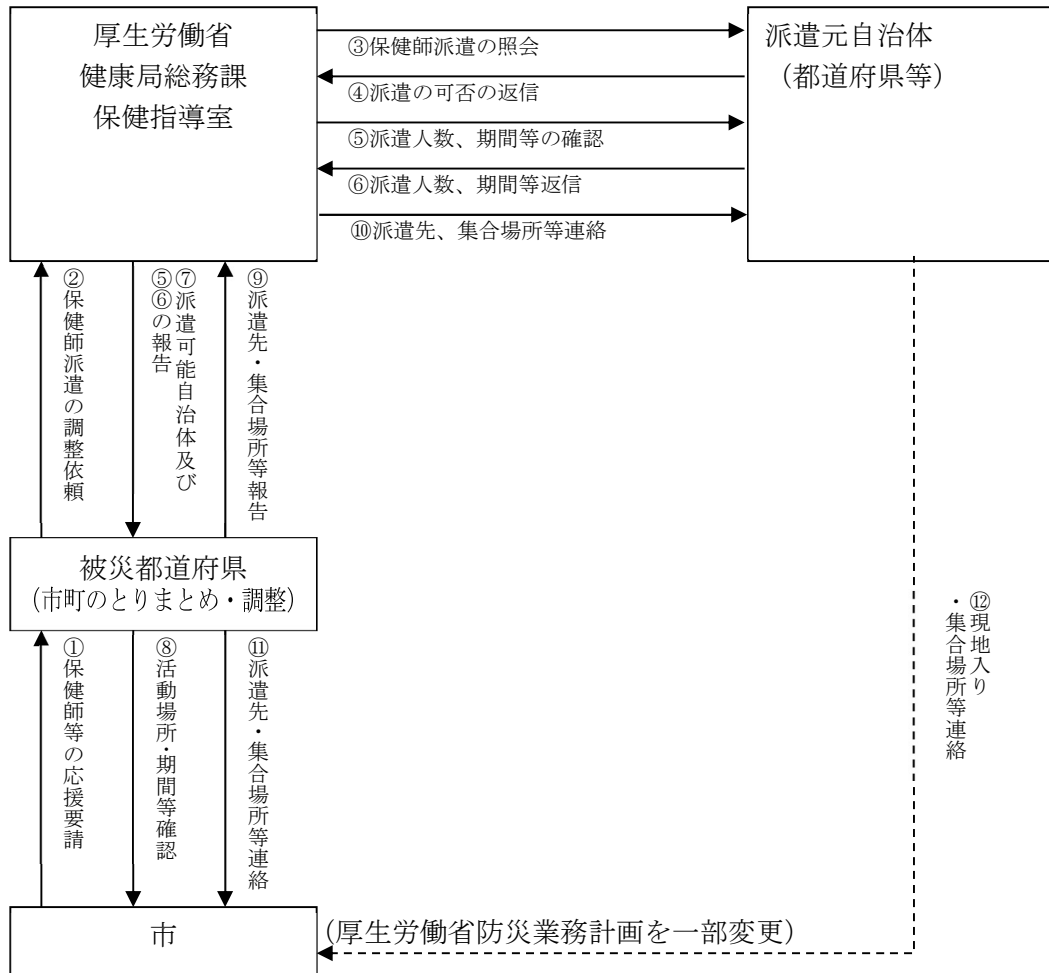 厚生労働省
健康局総務課
保健指導室
派遣元自治体
(都道府県等)
③保健師派遣の照会
④派遣の可否の返信
⑤派遣人数、期間等の確認
⑥派遣人数、期間等返信
⑩派遣先、集合場所等連絡
②保健師派遣の調整依頼
⑦派遣可能自治体及び
⑤⑥の報告
⑨派遣先・集合場所等報告
被災都道府県
(市町のとりまとめ・調整)
①保健師等の応援要請
⑧活動場所・期間等確認
⑪派遣先・集合場所等連絡
⑫現地入り
・集合場所等連絡
市
(厚生労働省防災業務計画を一部変更)